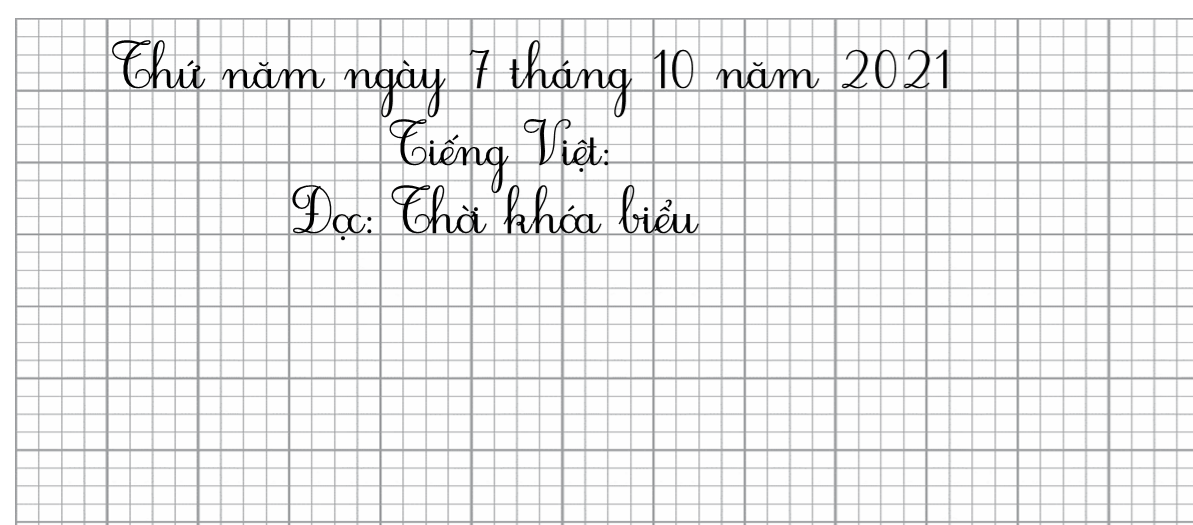 Thứ năm ngày 7 tháng 10 năm 2021
Tiếng Việt:
Đọc: Thời khóa biểu